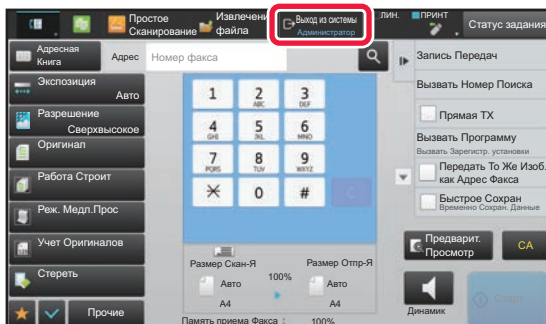 Простое
Сканирование
Извлечени
файла
Выход из системы
Администратор
ЛИН.
ПРИНТ
Статус задания
Адресная
Книга
Адрес
Номер факса
Экспозиция
Авто
Разрешение
Сверхвысокое
Оригинал
Работа Строит
Реж. Медл.Прос
Учет Оригиналов
Стереть
Прочие
1
2
ABC
3
DEF
4
GHI
5
JKL
6
MNO
7
PQRS
8
TUV
9
WXYZ
0
#
C
Размер Скан-Я
Авто
A4
100%
Размер Отпр-Я
Авто
A4
Память приема Факса :
100%
Запись Передач
Вызвать Номер Поиска
Прямая TX
Вызвать Программу
Вызвать Зарегистр. установки
Передать То Же Изоб.
как Адрес Факса
Быстрое Сохран
Временно Сохран. Данные
Предварит.
Просмотр
CA
Динамик
Старт